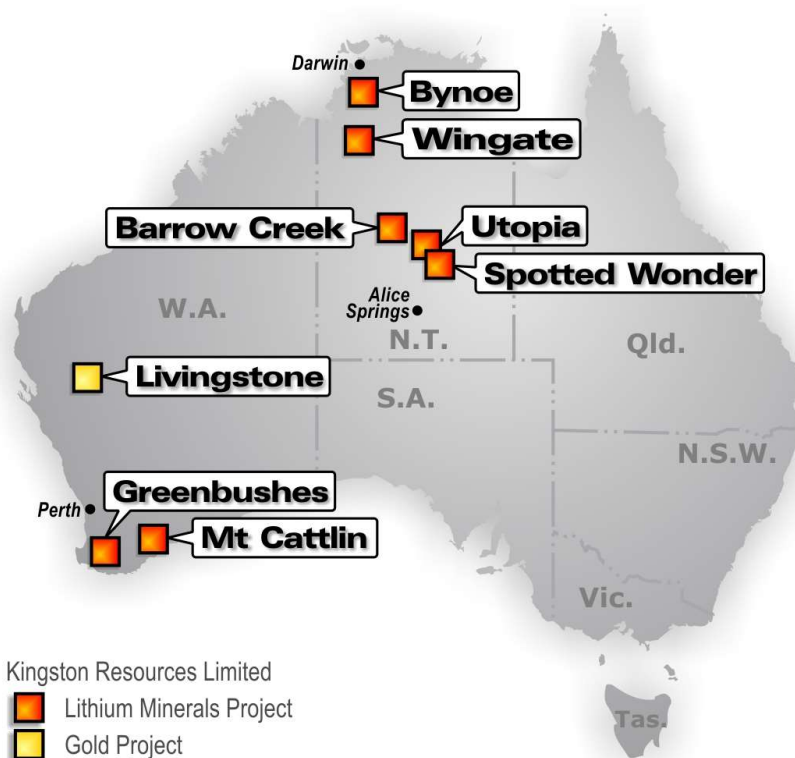 Darwin
Bynoe
Wingate
Barrow Creek
Utopia
Spotted Wonder
Alice
Springs
W.A.
N.T.
Qld.
Livingstone
S.A.
N.S.W.
Greenbushes
Perth
Mt Cattlin
Vic.
Kingston Resources Limited
Lithium Minerals Project
Tas.
Gold Project